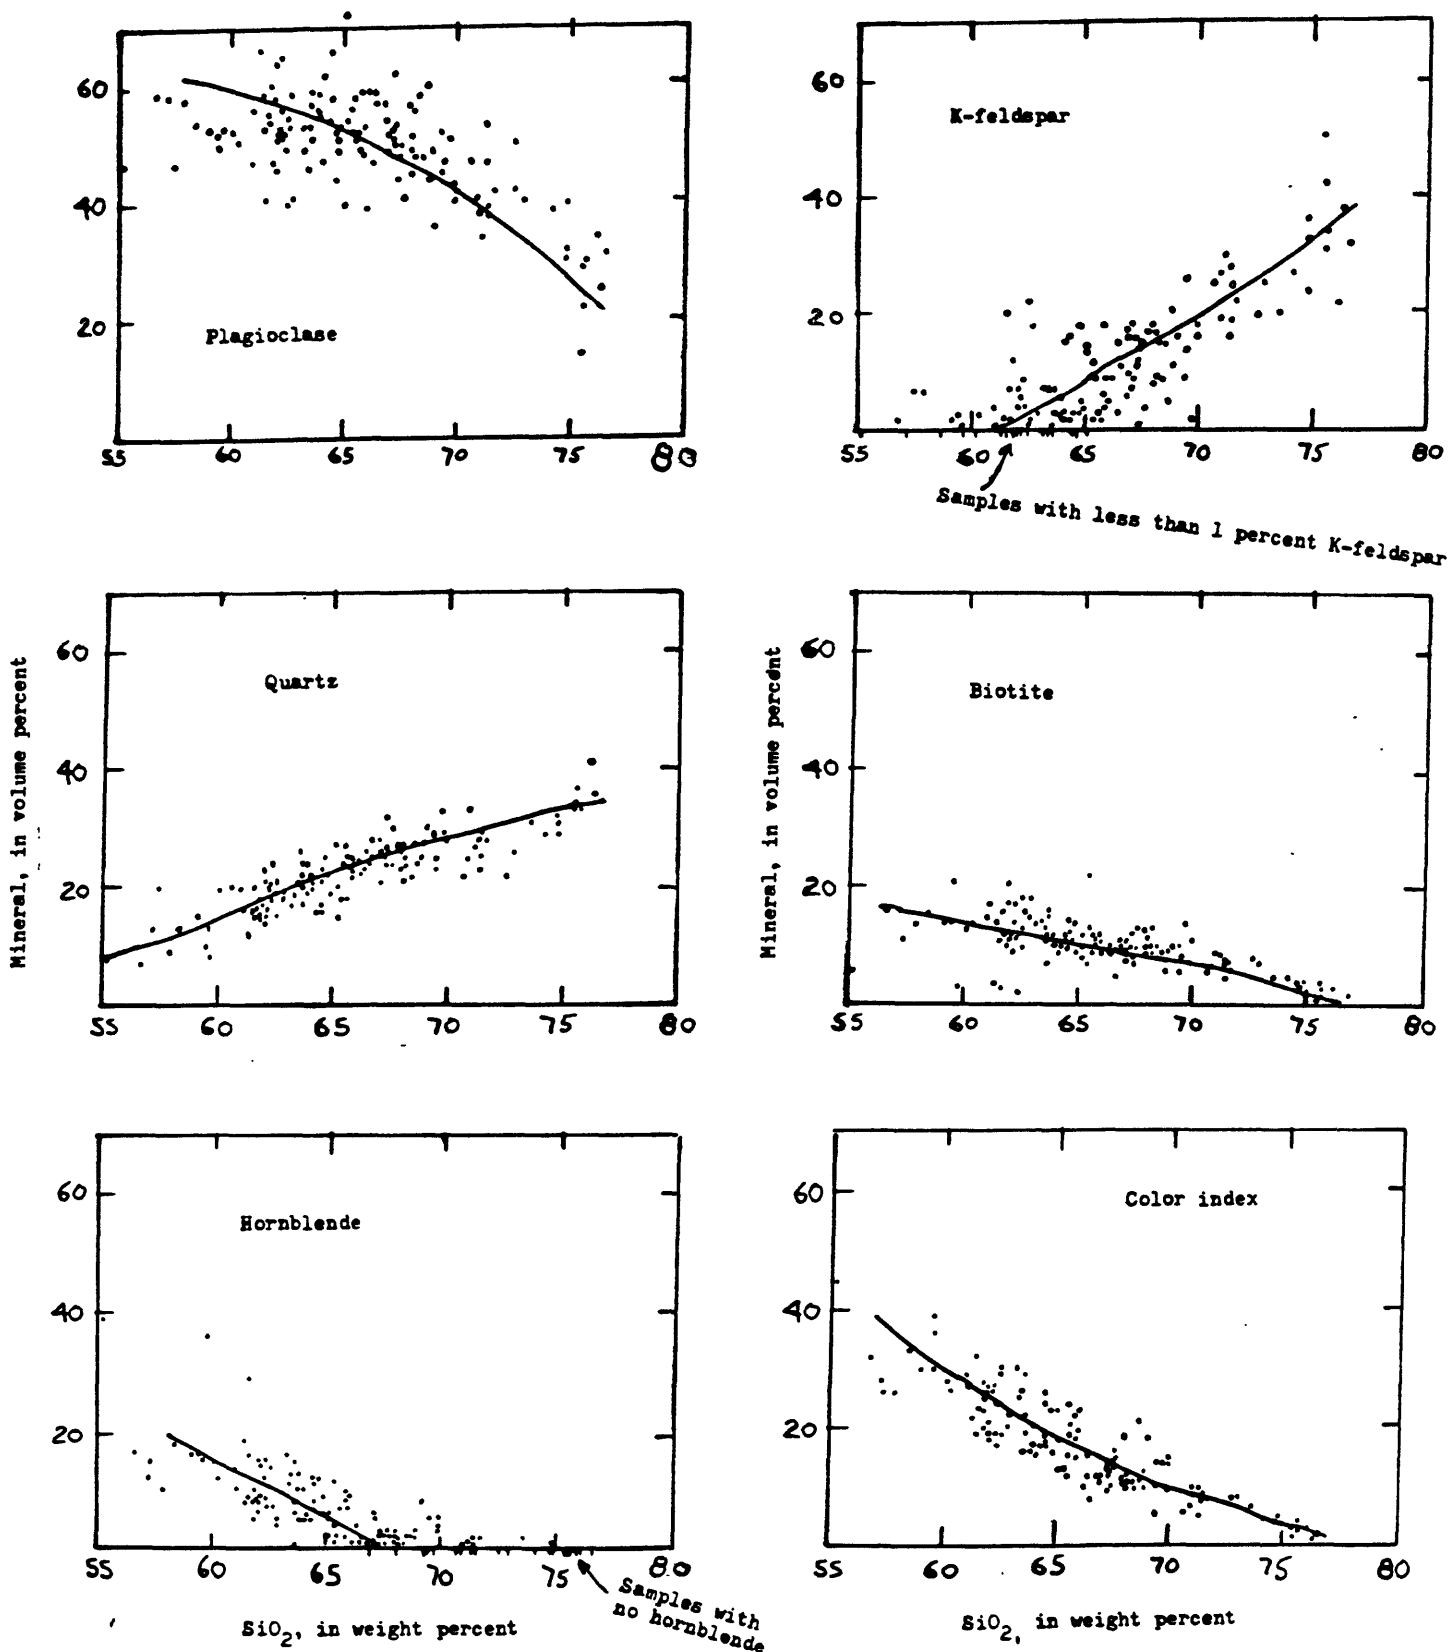 60
40
20
Plagioclase
55 60 65 70 75 80
60
40
20
K-feldspar
55 60 65 70 75 80
Samples with less than 1 percent K-feldspar
Mineral, in volume percent
60
40
20
Quartz
55 60 65 70 75 80
Mineral, in volume percent
60
40
20
Biotite
55 60 65 70 75 80
60
40
20
Hornblende
55 60 65 70 75 80
Samples with
no hornblende
SiO₂, in weight percent
60
40
20
Color index
55 60 65 70 75 80
SiO₂, in weight percent